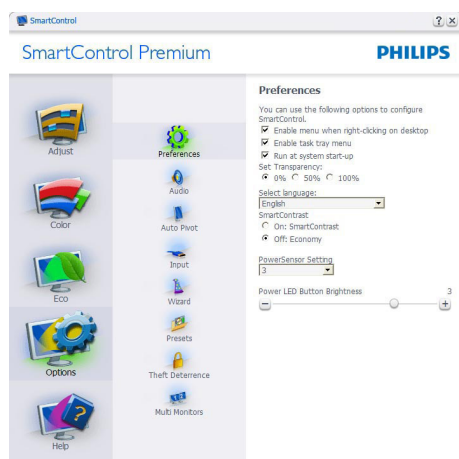 SmartControl
? ×
SmartControl Premium
PHILIPS
Adjust
Color
Eco
Options
Help
Preferences
Audio
Auto Pivot
Input
Wizard
Presets
Theft Deterrence
Multi Monitors
Preferences
You can use the following options to configure
SmartControl.
Enable menu when right-clicking on desktop
Enable task tray menu
Run at system start-up
Set Transparency:
0% 50% 100%
Select language:
English
SmartContrast
On: SmartContrast
Off: Economy
PowerSensor Setting
3
Power LED Button Brightness 3